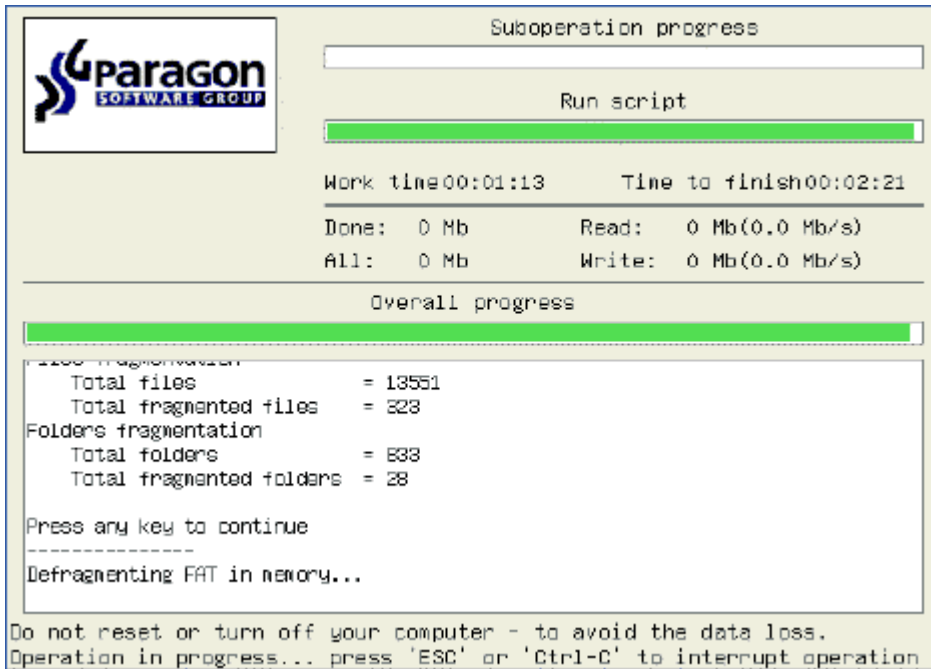 Paragon
SOFTWARE GROUP
Suboperation progress
Run script
Work time00:01:13 Time to finish00:02:21
Done: 0 Mb Read: 0 Mb(0.0 Mb/s)
All: 0 Mb Write: 0 Mb(0.0 Mb/s)
Overall progress
Files fragmentation
Total files = 13551
Total fragmented files = 323
Folders fragmentation
Total folders = 833
Total fragmented folders = 28
Press any key to continue
---------------
Defragmenting FAT in memory...
Do not reset or turn off your computer - to avoid the data loss.
Operation in progress... press 'ESC' or 'Ctrl-C' to interrupt operation